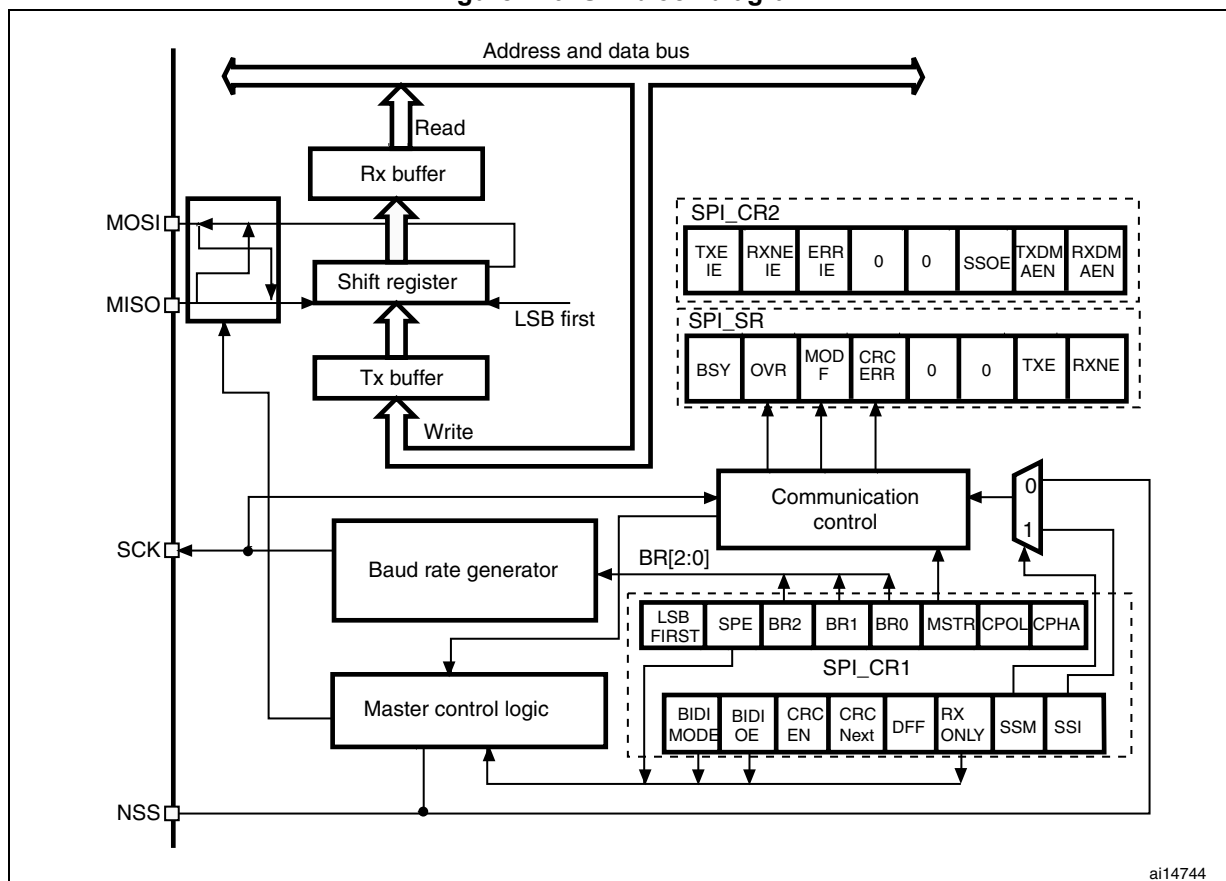 Address and data bus
Read
Rx buffer
MOSI
SPI_CR2
TXE IE
RXNE IE
ERR IE
0
0
SSOE
TXDM AEN
RXDM AEN
Shift register
MISO
LSB first
SPI_SR
BSY
OVR
MOD F
CRC ERR
0
0
TXE
RXNE
Tx buffer
Write
Communication control
0
1
SCK
Baud rate generator
BR[2:0]
LSB FIRST
SPE
BR2
BR1
BR0
MSTR
CPOL
CPHA
SPI_CR1
Master control logic
BIDI MODE
BIDI OE
CRC EN
CRC Next
DFF
RX ONLY
SSM
SSI
NSS
ai14744